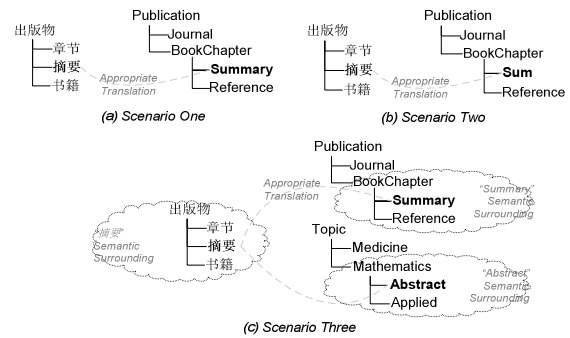 出版物
章节
摘要
书籍
Publication
Journal
BookChapter
Summary
Reference
Appropriate
Translation
(a) Scenario One
出版物
章节
摘要
书籍
Publication
Journal
BookChapter
Sum
Reference
Appropriate
Translation
(b) Scenario Two
Publication
Journal
BookChapter
Summary
Reference
"Summary"
Semantic
Surrounding
Appropriate
Translation
出版物
章节
摘要
书籍
"摘要"
Semantic
Surrounding
Topic
Medicine
Mathematics
Abstract
Applied
"Abstract"
Semantic
Surrounding
(c) Scenario Three